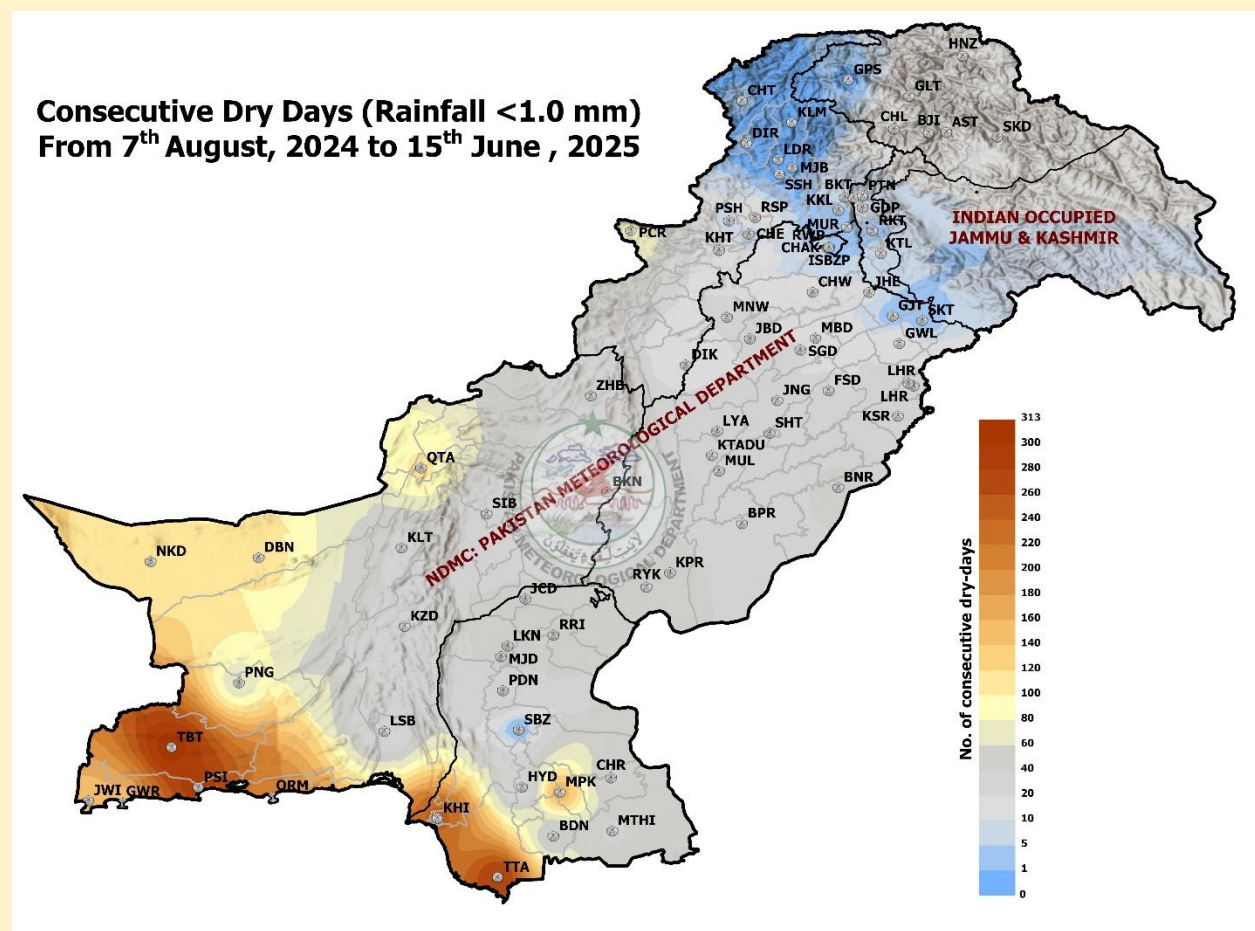 Consecutive Dry Days (Rainfall <1.0 mm)
From 7th August, 2024 to 15th June , 2025
HNZ
GPS
GLT
CHT
KLM
CHL
BJI
AST
SKD
DIR
LDR
MJB
SSH
BKT
PTN
KKL
GDP
PSH
RSP
MUR
RKT
INDIAN OCCUPIED
JAMMU & KASHMIR
PCR
KHT
CHE
RWP
CHAK
KTL
ISBZP
CHW
JHE
MNW
GJT
SKT
JBD
MBD
GWL
SGD
DIK
ZHB
JNG
FSD
LHR
LHR
KSR
LYA
SHT
KTADU
MUL
QTA
BKN
BNR
SIB
BPR
NKD
DBN
KLT
KPR
RYK
JCD
KZD
RRI
LKN
MJD
PDN
PNG
SBZ
LSB
TBT
CHR
HYD
MPK
JWI
GWR
PSI
ORM
KHI
BDN
MTHI
TTA
NDMC: PAKISTAN METEOROLOGICAL DEPARTMENT
PAKISTAN METEOROLOGICAL DEPARTMENT
No. of consecutive dry-days
313
300
280
260
240
220
200
180
160
140
120
100
80
60
40
20
10
5
1
0